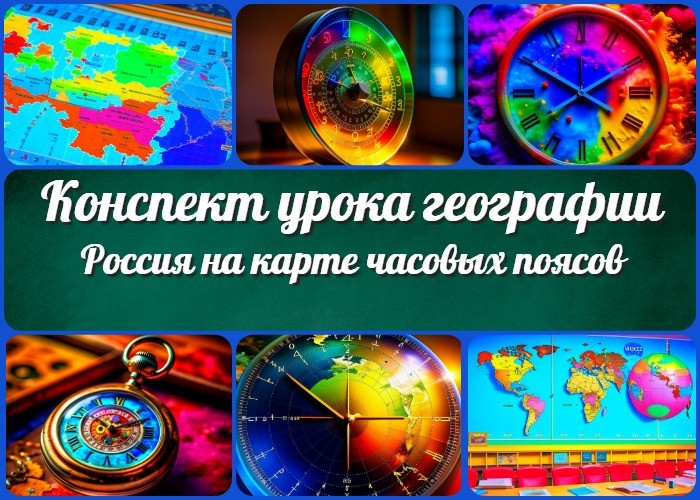 Конспект урока географии
Россия на карте часовых поясов